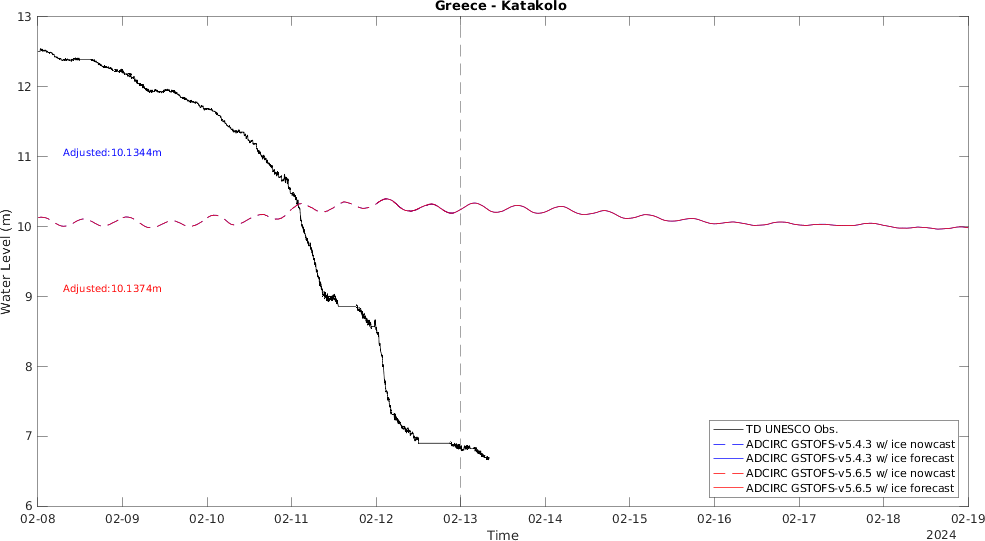 Greece - Katakolo
13
12
11
10
9
8
7
6
Water Level (m)
Adjusted:10.1344m
Adjusted:10.1374m
TD UNESCO Obs.
ADCIRC GSTOFS-v5.4.3 w/ ice nowcast
ADCIRC GSTOFS-v5.4.3 w/ ice forecast
ADCIRC GSTOFS-v5.6.5 w/ ice nowcast
ADCIRC GSTOFS-v5.6.5 w/ ice forecast
02-08 02-09 02-10 02-11 02-12 02-13 02-14 02-15 02-16 02-17 02-18 02-19
Time
2024